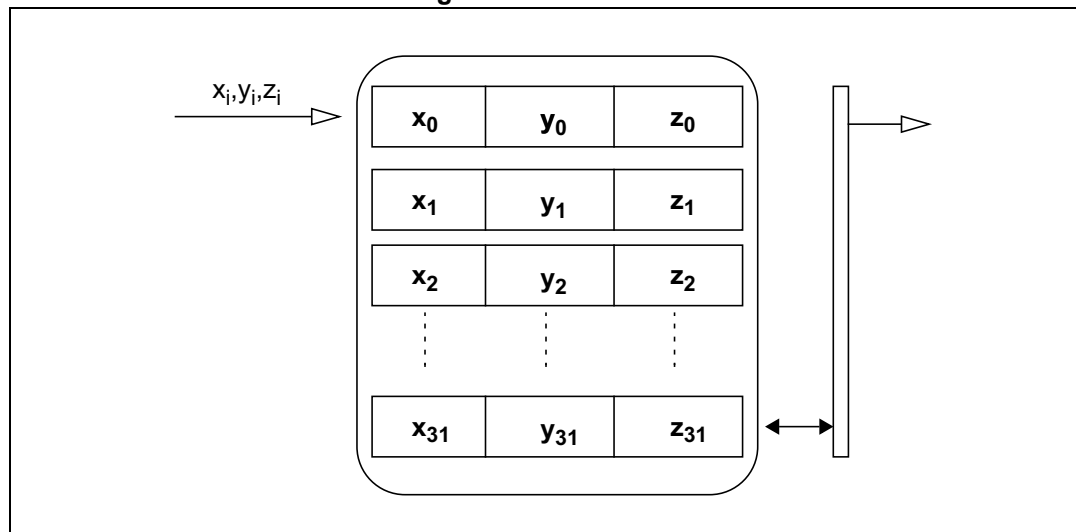 xᵢ,yᵢ,zᵢ
x₀ y₀ z₀
x₁ y₁ z₁
x₂ y₂ z₂
x₃₁ y₃₁ z₃₁